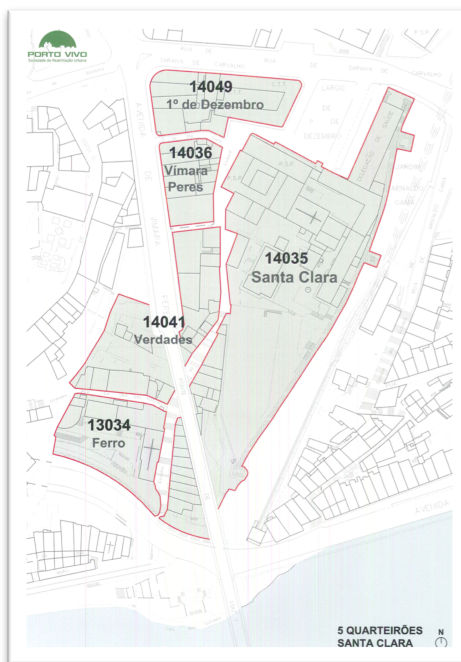 PORTO VIVO
Sociedade de Reabilitação Urbana
14049
1º de Dezembro
14036
Vímara
Peres
14035
Santa Clara
14041
Verdades
13034
Ferro
AVENIDA
5 QUARTEIRÕES
SANTA CLARA
N